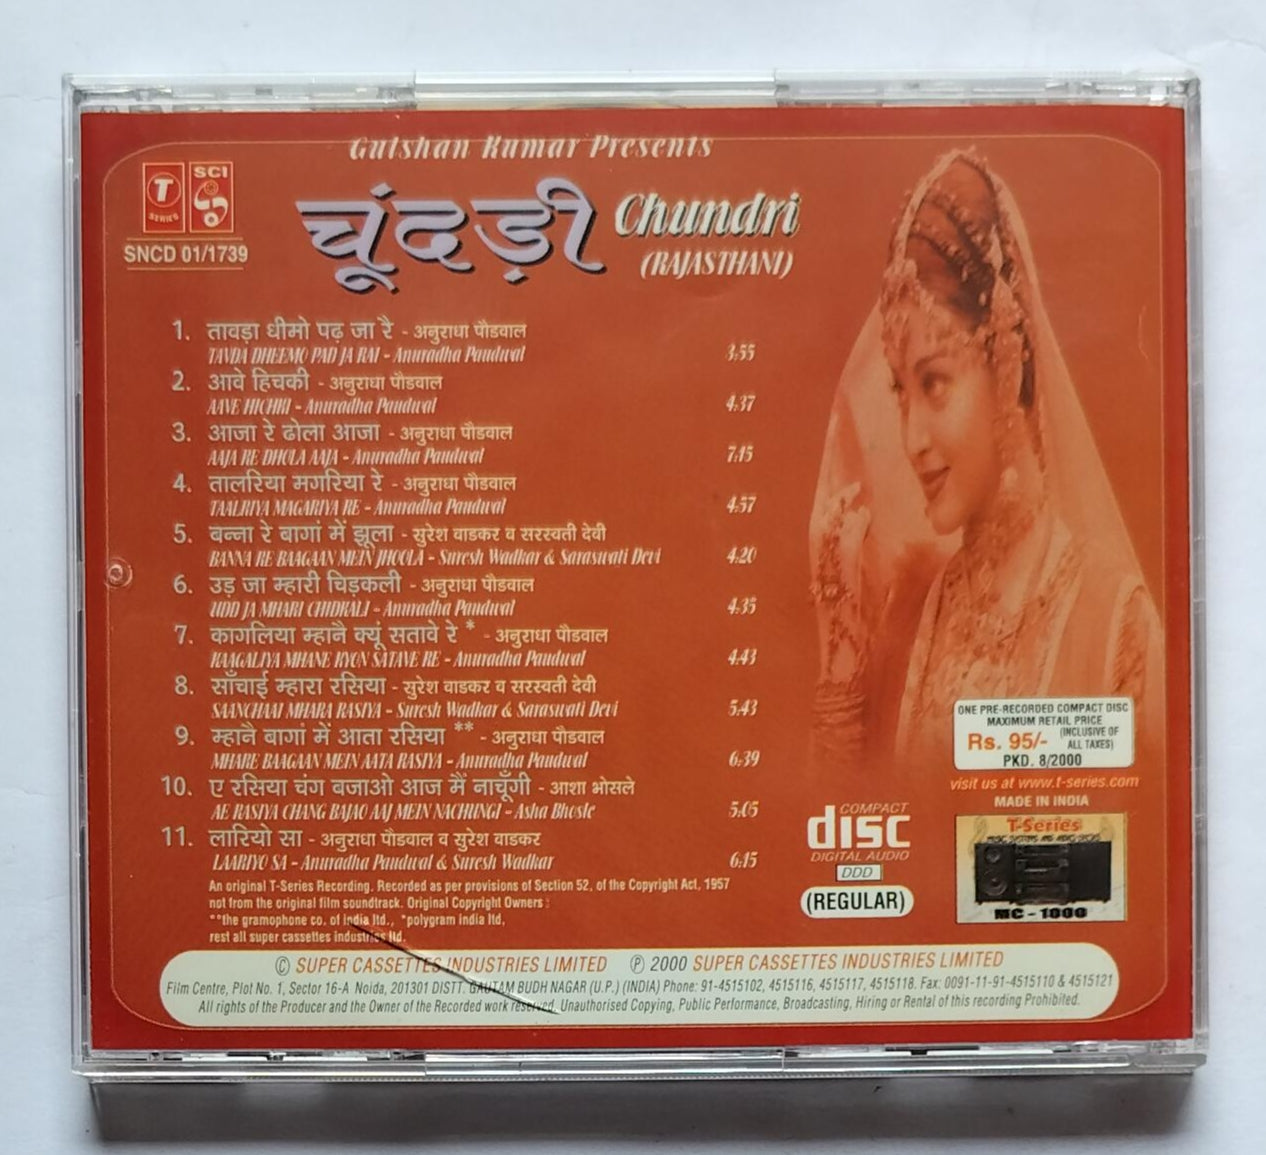 Gulshan Kumar Presents
T
SERIES
SCI
SNCD 01/1739
चूंदड़ी Chundri
(RAJASTHANI)
1. तावड़ा धीमो पढ़ जा रै - अनुराधा पौडवाल
TAVDA DHEEMO PAD JA RAI - Anuradha Paudwal 3:55
2. आवे हिचकी - अनुराधा पौडवाल
AAVE HICHKI - Anuradha Paudwal 4:37
3. आजा रे ढोला आजा - अनुराधा पौडवाल
AAJA RE DHOLA AAJA - Anuradha Paudwal 7:15
4. तालरिया मगरिया रे - अनुराधा पौडवाल
TAALRIYA MAGARIYA RE - Anuradha Paudwal 4:57
5. बन्ना रे बागां में झूला - सुरेश वाडकर व सरस्वती देवी
BANNA RE BAAGAAN MEIN JHOOLA - Suresh Wadkar & Saraswati Devi 4:20
6. उड़ जा म्हारी चिड़कली - अनुराधा पौडवाल
UDD JA MHARI CHIDKALI - Anuradha Paudwal 4:35
7. कागलिया म्हानै क्यूं सतावे रे * - अनुराधा पौडवाल
KAAGALIYA MHANE KYON SATAVE RE - Anuradha Paudwal 4:43
8. साँचाई म्हारा रसिया - सुरेश वाडकर व सरस्वती देवी
SAANCHAAI MHARA RASIYA - Suresh Wadkar & Saraswati Devi 5:43
9. म्हानै बागां में आता रसिया ** - अनुराधा पौडवाल
MHARE BAAGAAN MEIN AATA RASIYA - Anuradha Paudwal 6:39
10. ए रसिया चंग बजाओ आज मैं नाचूँगी - आशा भोसले
AE RASIYA CHANG BAJAO AAJ MEIN NACHUNGI - Asha Bhosle 5:05
11. लारियो सा - अनुराधा पौडवाल व सुरेश वाडकर
LAARIYO SA - Anuradha Paudwal & Suresh Wadkar 6:15
An original T-Series Recording. Recorded as per provisions of Section 52, of the Copyright Act, 1957
not from the original film soundtrack. Original Copyright Owners :
**the gramophone co. of india ltd., *polygram india ltd,
rest all super cassettes industries ltd.
ONE PRE-RECORDED COMPACT DISC
MAXIMUM RETAIL PRICE
Rs. 95/- (INCLUSIVE OF ALL TAXES)
PKD. 8/2000
visit us at www.t-series.com
MADE IN INDIA
T-Series
MC - 1000
COMPACT
disc
DIGITAL AUDIO
DDD
(REGULAR)
© SUPER CASSETTES INDUSTRIES LIMITED ℗ 2000 SUPER CASSETTES INDUSTRIES LIMITED
Film Centre, Plot No. 1, Sector 16-A Noida, 201301 DISTT. GAUTAM BUDH NAGAR (U.P.) (INDIA) Phone: 91-4515102, 4515116, 4515117, 4515118. Fax: 0091-11-91-4515110 & 4515121
All rights of the Producer and the Owner of the Recorded work reserved. Unauthorised Copying, Public Performance, Broadcasting, Hiring or Rental of this recording Prohibited.